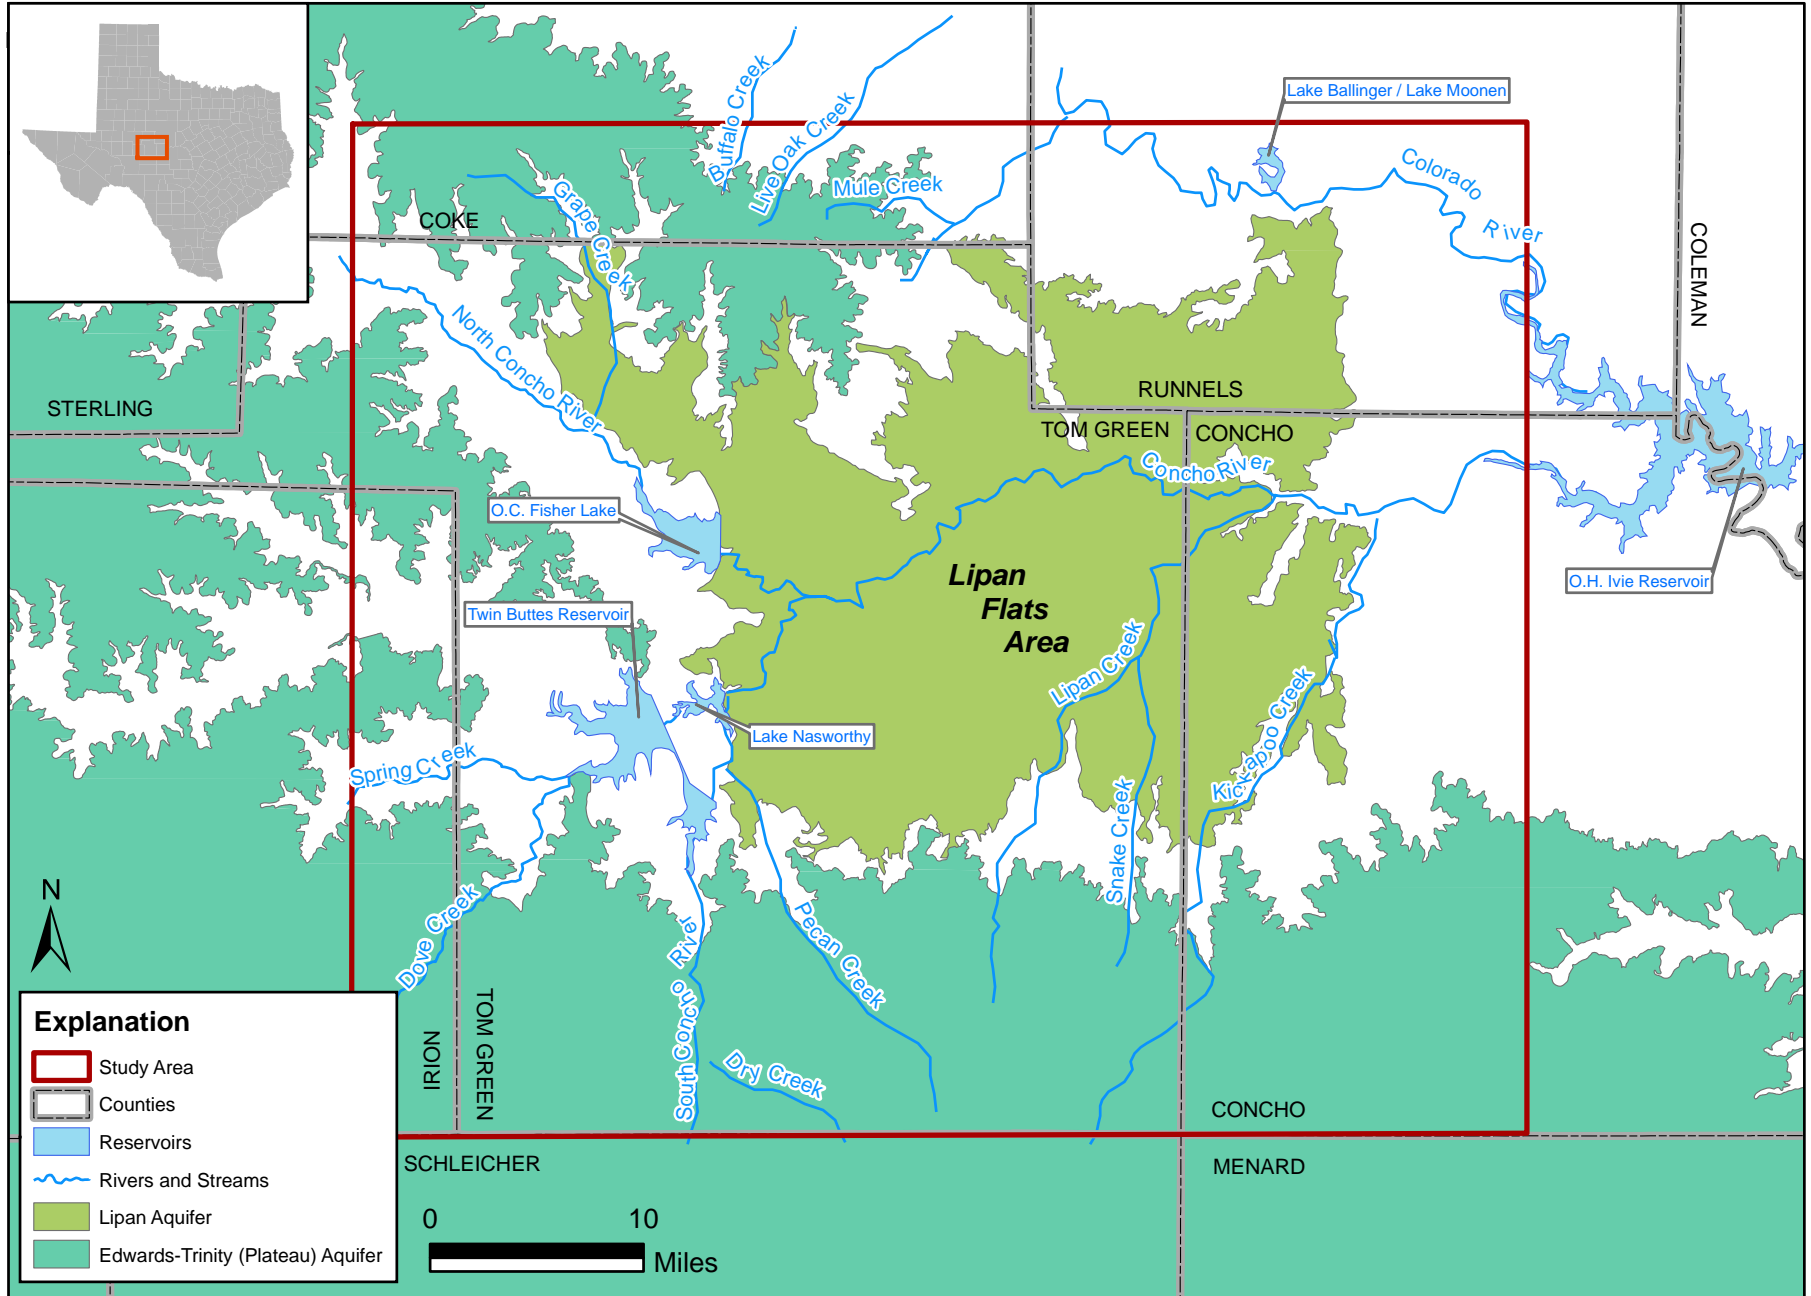 Buffalo Creek
Live Oak Creek
Lake Ballinger / Lake Moonen
Colorado
River
Mule Creek
Grape Creek
COKE
COLEMAN
North Concho River
STERLING
RUNNELS
TOM GREEN
CONCHO
Concho River
O.C. Fisher Lake
O.H. Ivie Reservoir
Lipan
Flats
Area
Twin Buttes Reservoir
Lipan Creek
Lake Nasworthy
Spring Creek
Kickapoo Creek
Snake Creek
N
Dove Creek
South Concho River
Pecan Creek
Dry Creek
IRION
TOM GREEN
CONCHO
SCHLEICHER
MENARD
Explanation
Study Area
Counties
Reservoirs
Rivers and Streams
Lipan Aquifer
Edwards-Trinity (Plateau) Aquifer
0 10
Miles